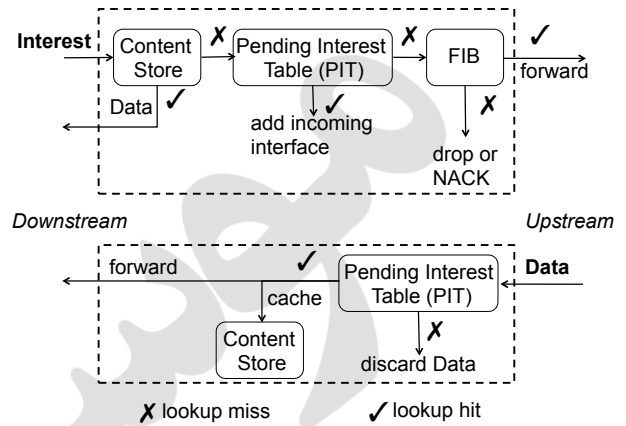 Interest
Content
Store
✗
Pending Interest
Table (PIT)
✗
FIB
✓
forward
Data
✓
✓
add incoming
interface
✗
drop or
NACK
Downstream
Upstream
forward
✓
Pending Interest
Table (PIT)
Data
cache
Content
Store
✗
discard Data
✗ lookup miss
✓ lookup hit